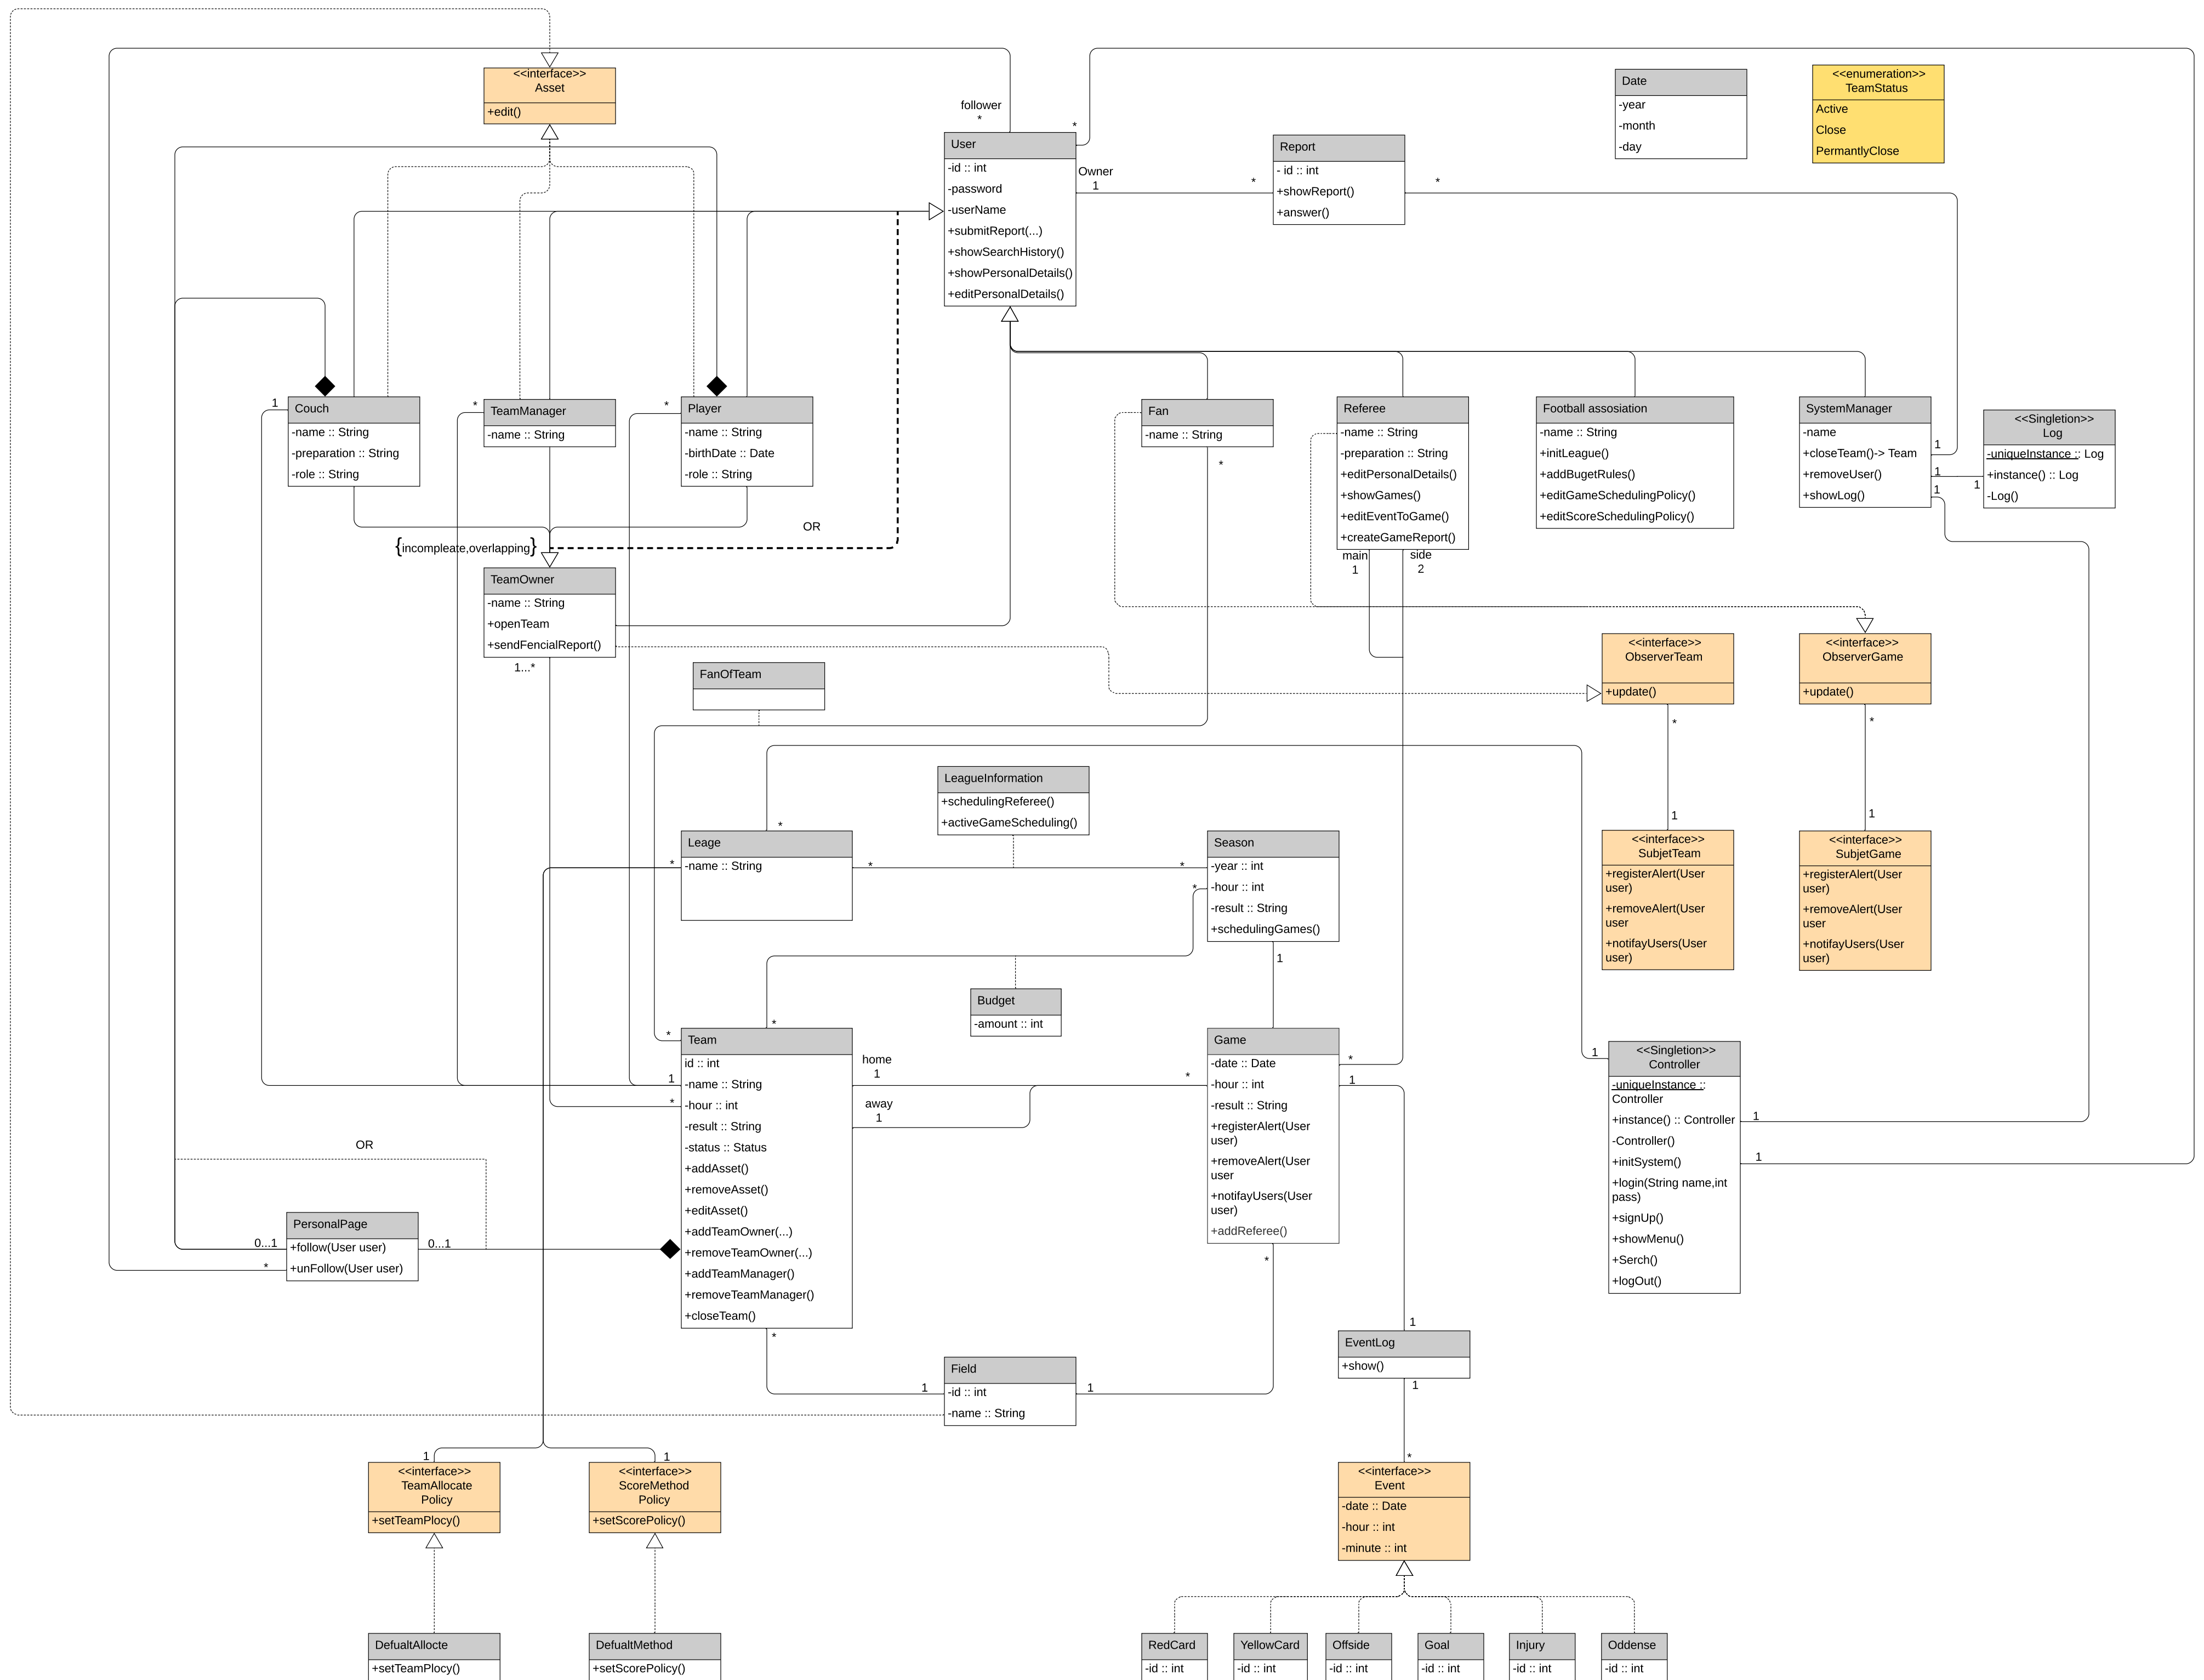 <<interface>>
Asset
+edit()
follower
*
*
User
-id :: int
-password
-userName
+submitReport(...)
+showSearchHistory()
+showPersonalDetails()
+editPersonalDetails()
Owner
1
*
Report
- id :: int
+showReport()
+answer()
*
Date
-year
-month
-day
<<enumeration>>
TeamStatus
Active
Close
PermantlyClose
1
Couch
-name :: String
-preparation :: String
-role :: String
*
TeamManager
-name :: String
*
Player
-name :: String
-birthDate :: Date
-role :: String
Fan
-name :: String
*
Referee
-name :: String
-preparation :: String
+editPersonalDetails()
+showGames()
+editEventToGame()
+createGameReport()
main
1
side
2
Football assosiation
-name :: String
+initLeague()
+addBugetRules()
+editGameSchedulingPolicy()
+editScoreSchedulingPolicy()
SystemManager
-name
+closeTeam()-> Team
+removeUser()
+showLog()
1
1
1
1
<<Singletion>>
Log
-uniqueInstance :: Log
+instance() :: Log
-Log()
OR
{incompleate,overlapping}
TeamOwner
-name :: String
+openTeam
+sendFencialReport()
1...*
FanOfTeam
<<interface>>
ObserverTeam
+update()
*
1
<<interface>>
ObserverGame
+update()
*
1
LeagueInformation
+schedulingReferee()
+activeGameScheduling()
*
Leage
-name :: String
*
*
*
Season
-year :: int
-hour :: int
-result :: String
+schedulingGames()
*
1
<<interface>>
SubjetTeam
+registerAlert(User
user)
+removeAlert(User
user
+notifayUsers(User
user)
<<interface>>
SubjetGame
+registerAlert(User
user)
+removeAlert(User
user
+notifayUsers(User
user)
Budget
-amount :: int
*
*
1
*
Team
id :: int
-name :: String
-hour :: int
-result :: String
-status :: Status
+addAsset()
+removeAsset()
+editAsset()
+addTeamOwner(...)
+removeTeamOwner(...)
+addTeamManager()
+removeTeamManager()
+closeTeam()
*
home
1
away
1
*
Game
-date :: Date
-hour :: int
-result :: String
+registerAlert(User
user)
+removeAlert(User
user
+notifayUsers(User
user)
+addReferee()
*
1
*
1
<<Singletion>>
Controller
-uniqueInstance ::
Controller
+instance() :: Controller
-Controller()
+initSystem()
+login(String name,int
pass)
+signUp()
+showMenu()
+Serch()
+logOut()
1
1
OR
PersonalPage
+follow(User user)
+unFollow(User user)
0...1
*
0...1
Field
-id :: int
-name :: String
1
1
1
EventLog
+show()
1
*
1
<<interface>>
TeamAllocate
Policy
+setTeamPlocy()
1
<<interface>>
ScoreMethod
Policy
+setScorePolicy()
<<interface>>
Event
-date :: Date
-hour :: int
-minute :: int
DefualtAllocte
+setTeamPlocy()
DefualtMethod
+setScorePolicy()
RedCard
-id :: int
YellowCard
-id :: int
Offside
-id :: int
Goal
-id :: int
Injury
-id :: int
Oddense
-id :: int